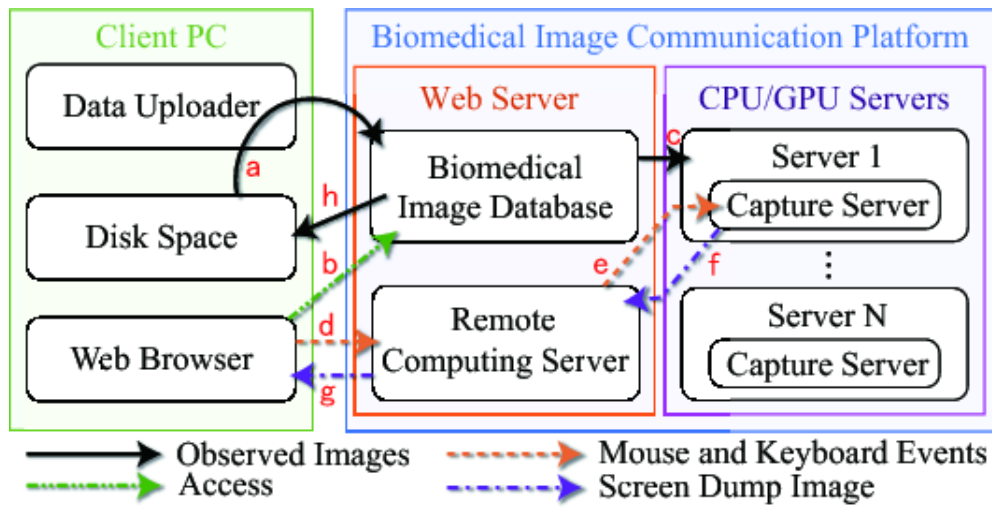 Client PC
Biomedical Image Communication Platform
Data Uploader
a
Disk Space
h
b
Web Browser
d
g
Web Server
Biomedical
Image Database
c
e
f
Remote
Computing Server
CPU/GPU Servers
Server 1
Capture Server
⋮
Server N
Capture Server
Observed Images
Access
Mouse and Keyboard Events
Screen Dump Image